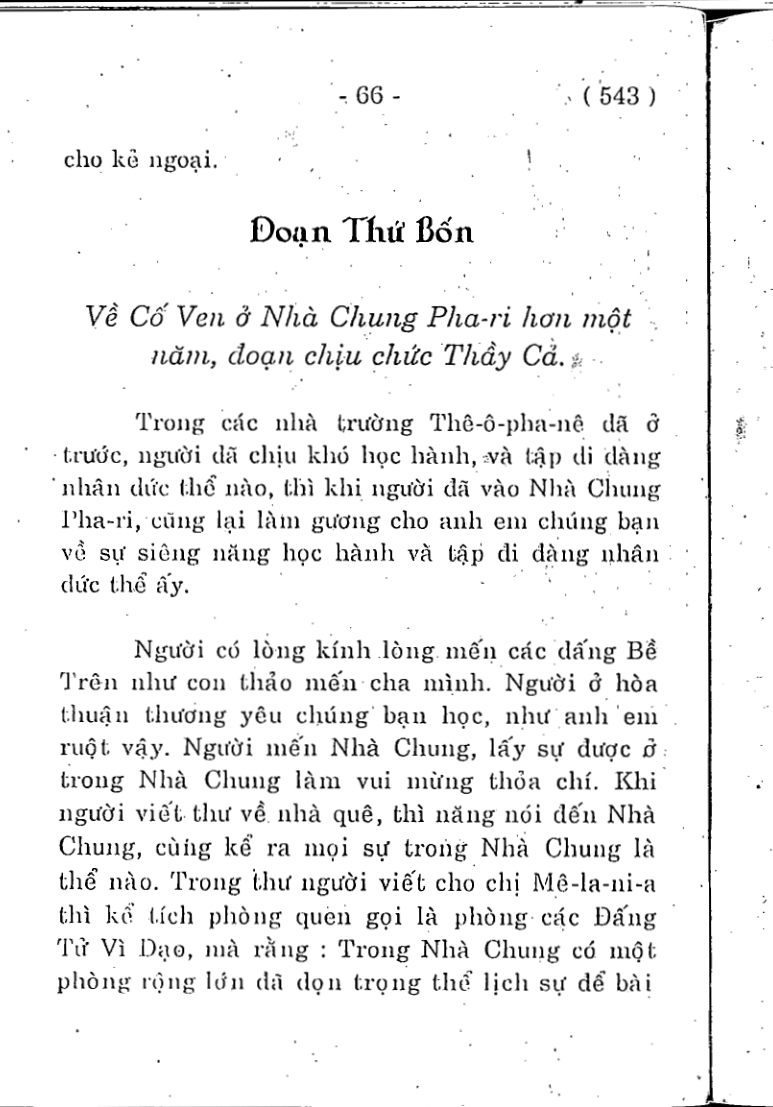 - 66 - ( 543 )
cho kẻ ngoại.
Đoạn Thứ Bốn
Về Cố Ven ở Nhà Chung Pha-ri hơn một
năm, đoạn chịu chức Thầy Cả.
Trong các nhà trường Thê-ô-pha-nê đã ở
trước, người đã chịu khó học hành, và tập đi đàng
nhân đức thể nào, thì khi người đã vào Nhà Chung
Pha-ri, cũng lại làm gương cho anh em chúng bạn
về sự siêng năng học hành và tập đi đàng nhân
đức thể ấy.
Người có lòng kính lòng mến các đấng Bề
Trên như con thảo mến cha mình. Người ở hòa
thuận thương yêu chúng bạn học, như anh em
ruột vậy. Người mến Nhà Chung, lấy sự được ở
trong Nhà Chung làm vui mừng thỏa chí. Khi
người viết thư về nhà quê, thì năng nói đến Nhà
Chung, cùng kể ra mọi sự trong Nhà Chung là
thể nào. Trong thư người viết cho chị Mê-la-ni-a
thì kể tích phòng quen gọi là phòng các Đấng
Tử Vì Đạo, mà rằng : Trong Nhà Chung có một
phòng rộng lớn đã dọn trọng thể lịch sự để bài